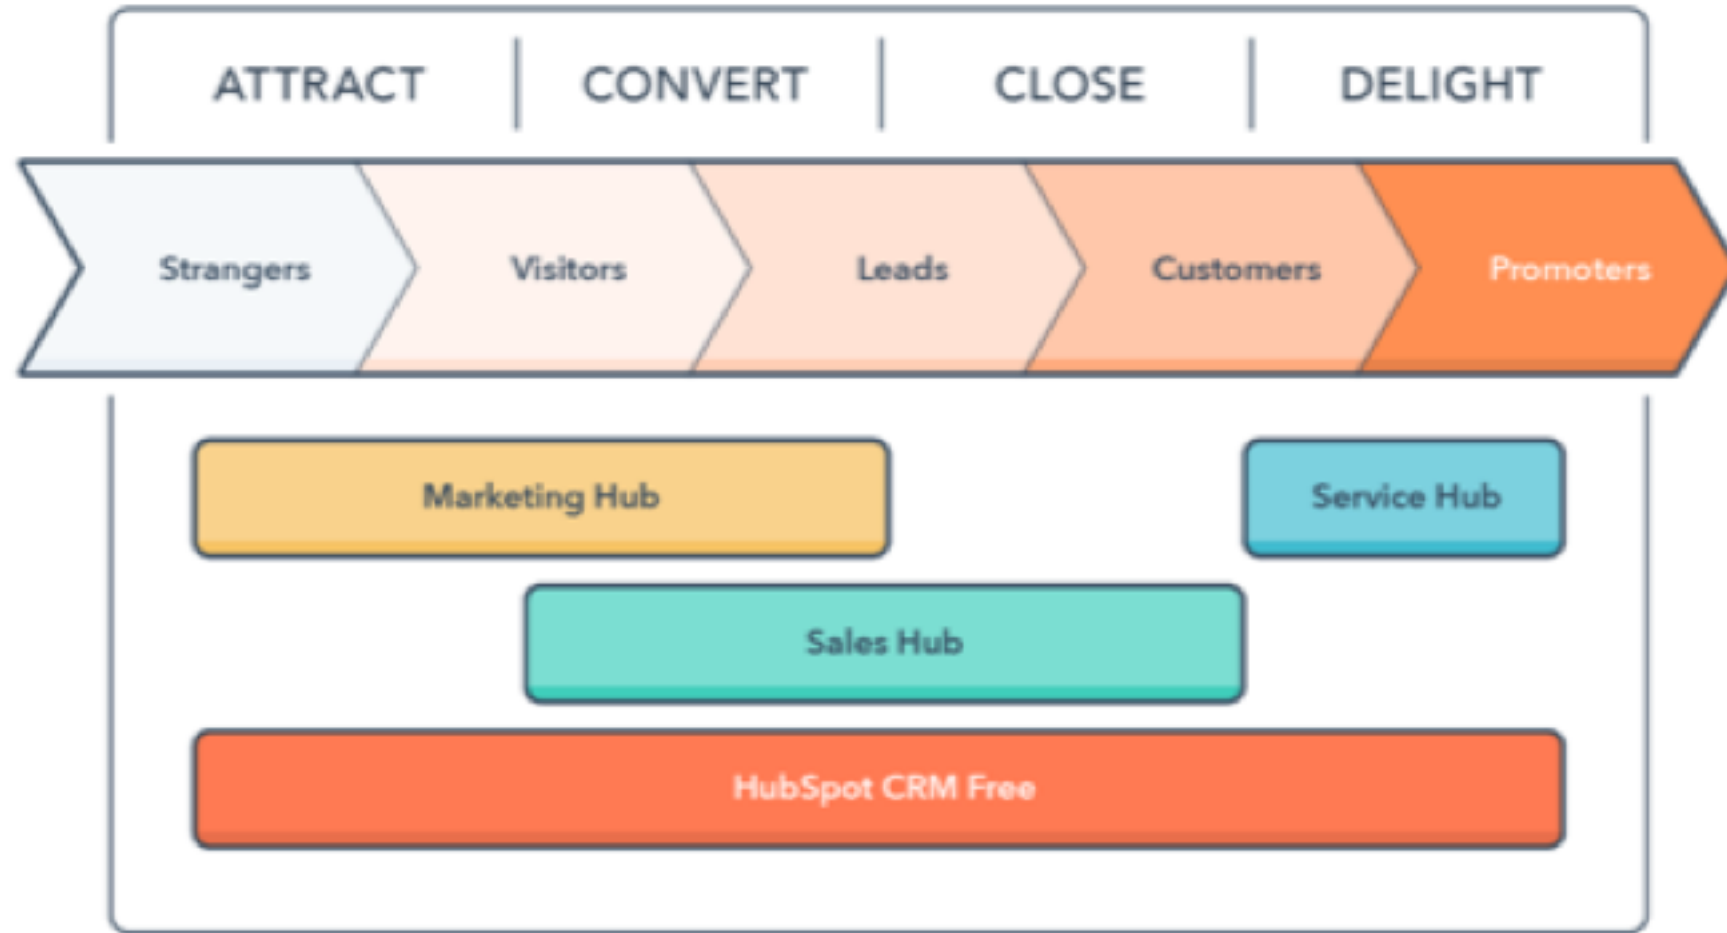 ATTRACT CONVERT CLOSE DELIGHT
Strangers Visitors Leads Customers Promoters
Marketing Hub Service Hub
Sales Hub
HubSpot CRM Free